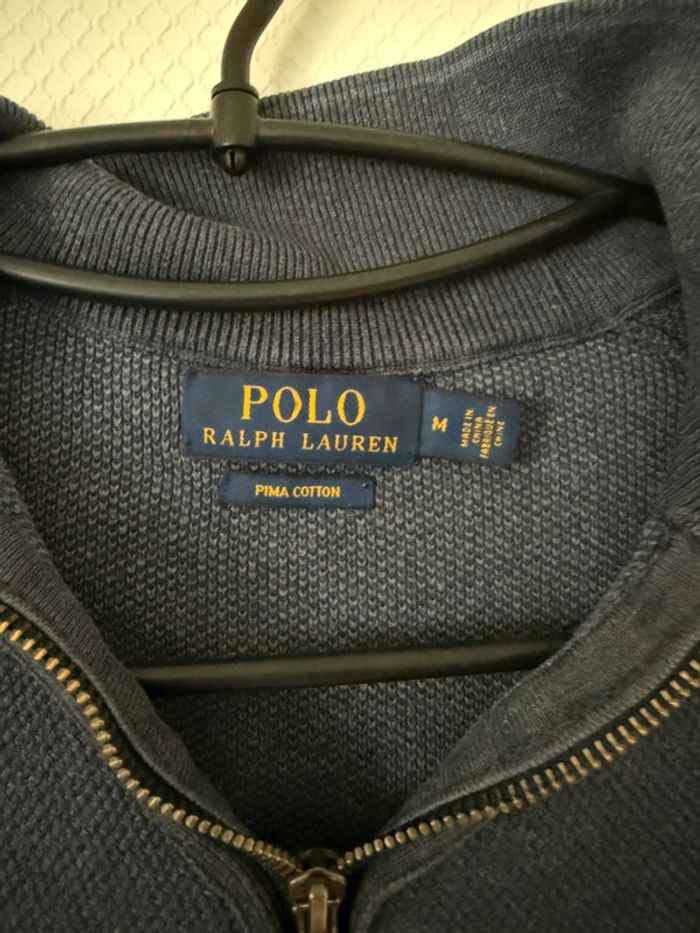 POLO
RALPH LAUREN
M
MADE IN
CHINA
FABRIQUÉ EN
CHINE
PIMA COTTON